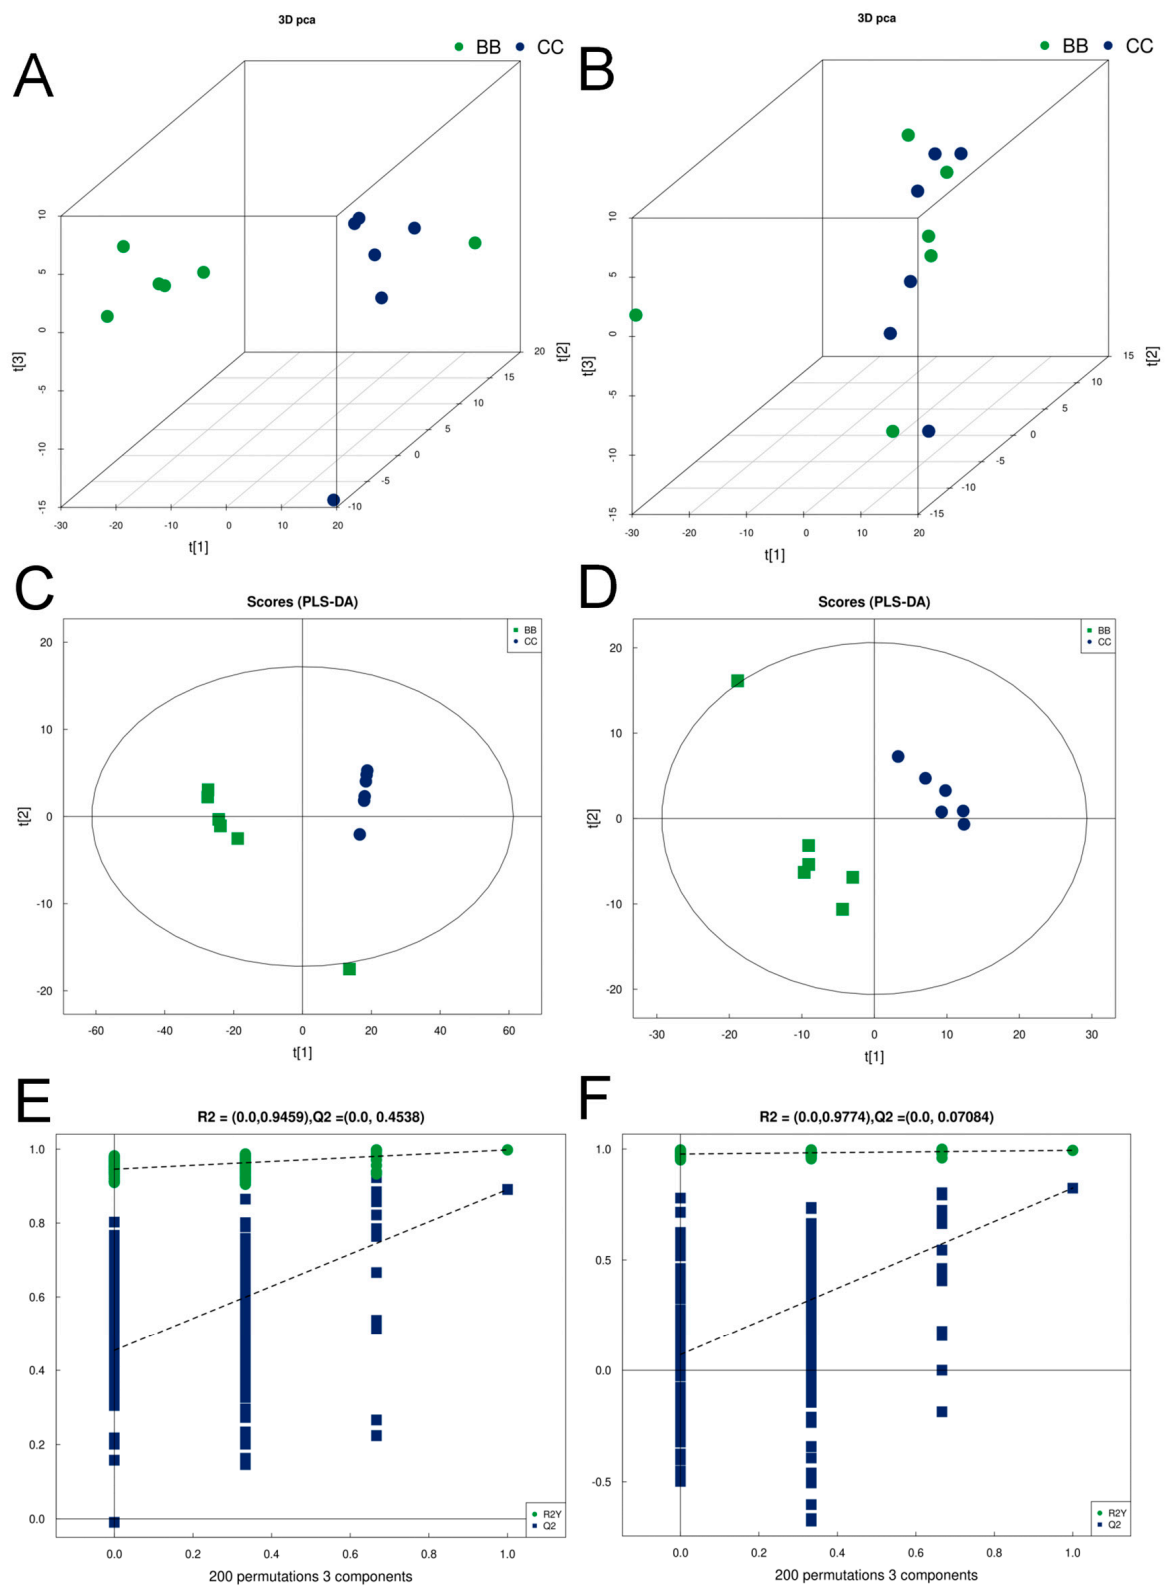 3D pca
BB CC
A
10
5
0
-5
-10
-15
t[3]
-30 -20 -10 0 10 20
t[1]
-10
-5
0
5
10
15
20
t[2]
3D pca
BB CC
B
10
5
0
-5
-10
-15
t[3]
-30 -20 -10 0 10 20
t[1]
-15
-10
-5
0
5
10
15
t[2]
C
Scores (PLS-DA)
BB
CC
20
10
0
-10
-20
t[2]
-60 -40 -20 0 20 40 60
t[1]
D
Scores (PLS-DA)
BB
CC
20
10
0
-10
-20
t[2]
-30 -20 -10 0 10 20 30
t[1]
E
R2 = (0.0,0.9459),Q2 =(0.0, 0.4538)
1.0
0.8
0.6
0.4
0.2
0.0
R2Y
Q2
0.0 0.2 0.4 0.6 0.8 1.0
200 permutations 3 components
F
R2 = (0.0,0.9774),Q2 =(0.0, 0.07084)
1.0
0.5
0.0
-0.5
R2Y
Q2
0.0 0.2 0.4 0.6 0.8 1.0
200 permutations 3 components